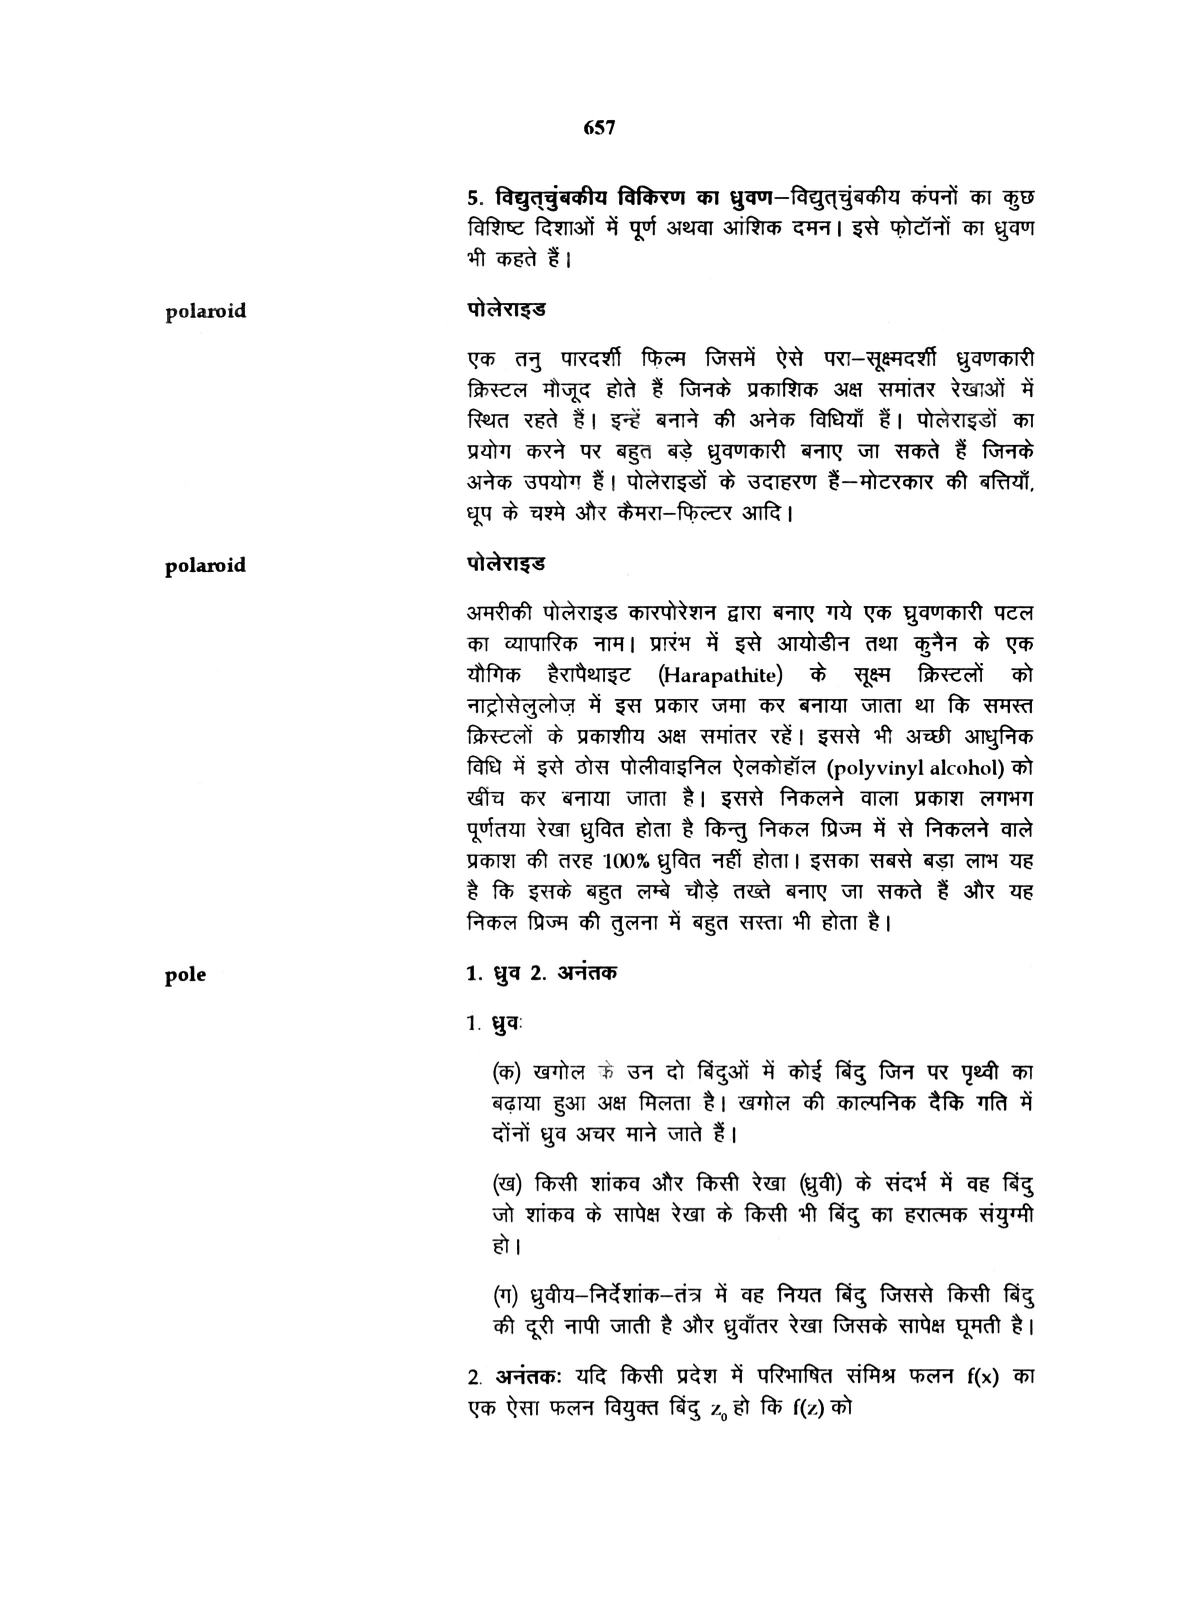 657
5. विद्युत्चुंबकीय विकिरण का ध्रुवण–विद्युत्चुंबकीय कंपनों का कुछ
विशिष्ट दिशाओं में पूर्ण अथवा आंशिक दमन। इसे फ़ोटॉनों का ध्रुवण
भी कहते हैं।
polaroid पोलेराइड
एक तनु पारदर्शी फ़िल्म जिसमें ऐसे परा–सूक्ष्मदर्शी ध्रुवणकारी
क्रिस्टल मौजूद होते हैं जिनके प्रकाशिक अक्ष समांतर रेखाओं में
स्थित रहते हैं। इन्हें बनाने की अनेक विधियाँ हैं। पोलेराइडों का
प्रयोग करने पर बहुत बड़े ध्रुवणकारी बनाए जा सकते हैं जिनके
अनेक उपयोग हैं। पोलेराइडों के उदाहरण हैं–मोटरकार की बत्तियाँ,
धूप के चश्मे और कैमरा–फ़िल्टर आदि।
polaroid पोलेराइड
अमरीकी पोलेराइड कारपोरेशन द्वारा बनाए गये एक घ्रुवणकारी पटल
का व्यापारिक नाम। प्रारंभ में इसे आयोडीन तथा कुनैन के एक
यौगिक हैरापैथाइट (Harapathite) के सूक्ष्म क्रिस्टलों को
नाट्रोसेलुलोज़ में इस प्रकार जमा कर बनाया जाता था कि समस्त
क्रिस्टलों के प्रकाशीय अक्ष समांतर रहें। इससे भी अच्छी आधुनिक
विधि में इसे ठोस पोलीवाइनिल ऐलकोहॉल (polyvinyl alcohol) को
खींच कर बनाया जाता है। इससे निकलने वाला प्रकाश लगभग
पूर्णतया रेखा ध्रुवित होता है किन्तु निकल प्रिज्म में से निकलने वाले
प्रकाश की तरह 100% ध्रुवित नहीं होता। इसका सबसे बड़ा लाभ यह
है कि इसके बहुत लम्बे चौड़े तख्ते बनाए जा सकते हैं और यह
निकल प्रिज्म की तुलना में बहुत सस्ता भी होता है।
pole 1. ध्रुव 2. अनंतक
1. ध्रुवः
(क) खगोल के उन दो बिंदुओं में कोई बिंदु जिन पर पृथ्वी का
बढ़ाया हुआ अक्ष मिलता है। खगोल की काल्पनिक दैकि गति में
दोंनों ध्रुव अचर माने जाते हैं।
(ख) किसी शांकव और किसी रेखा (ध्रुवी) के संदर्भ में वह बिंदु
जो शांकव के सापेक्ष रेखा के किसी भी बिंदु का हरात्मक संयुग्मी
हो।
(ग) ध्रुवीय–निर्देशांक–तंत्र में वह नियत बिंदु जिससे किसी बिंदु
की दूरी नापी जाती है और ध्रुवाँतर रेखा जिसके सापेक्ष घूमती है।
2. अनंतकः यदि किसी प्रदेश में परिभाषित संमिश्र फलन f(x) का
एक ऐसा फलन वियुक्त बिंदु z₀ हो कि f(z) को